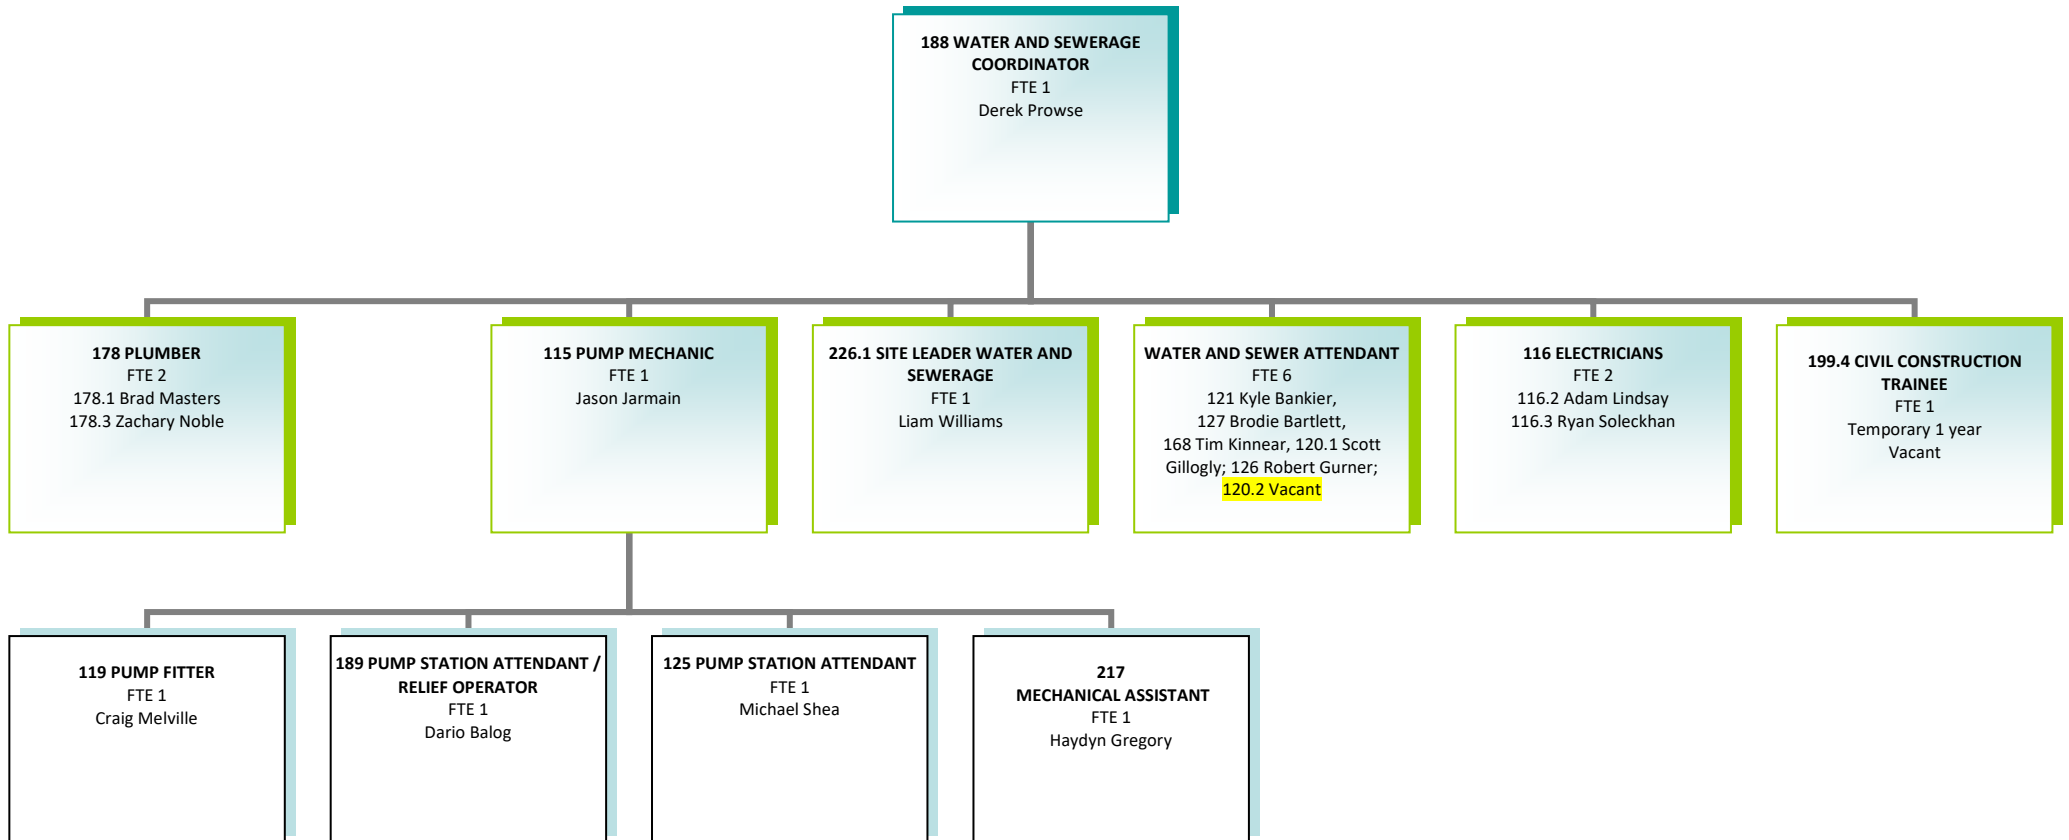 188 WATER AND SEWERAGE
COORDINATOR
FTE 1
Derek Prowse
178 PLUMBER
FTE 2
178.1 Brad Masters
178.3 Zachary Noble
115 PUMP MECHANIC
FTE 1
Jason Jarmain
226.1 SITE LEADER WATER AND
SEWERAGE
FTE 1
Liam Williams
WATER AND SEWER ATTENDANT
FTE 6
121 Kyle Bankier,
127 Brodie Bartlett,
168 Tim Kinnear, 120.1 Scott
Gillogly; 126 Robert Gurner;
120.2 Vacant
116 ELECTRICIANS
FTE 2
116.2 Adam Lindsay
116.3 Ryan Soleckhan
199.4 CIVIL CONSTRUCTION
TRAINEE
FTE 1
Temporary 1 year
Vacant
119 PUMP FITTER
FTE 1
Craig Melville
189 PUMP STATION ATTENDANT /
RELIEF OPERATOR
FTE 1
Dario Balog
125 PUMP STATION ATTENDANT
FTE 1
Michael Shea
217
MECHANICAL ASSISTANT
FTE 1
Haydyn Gregory